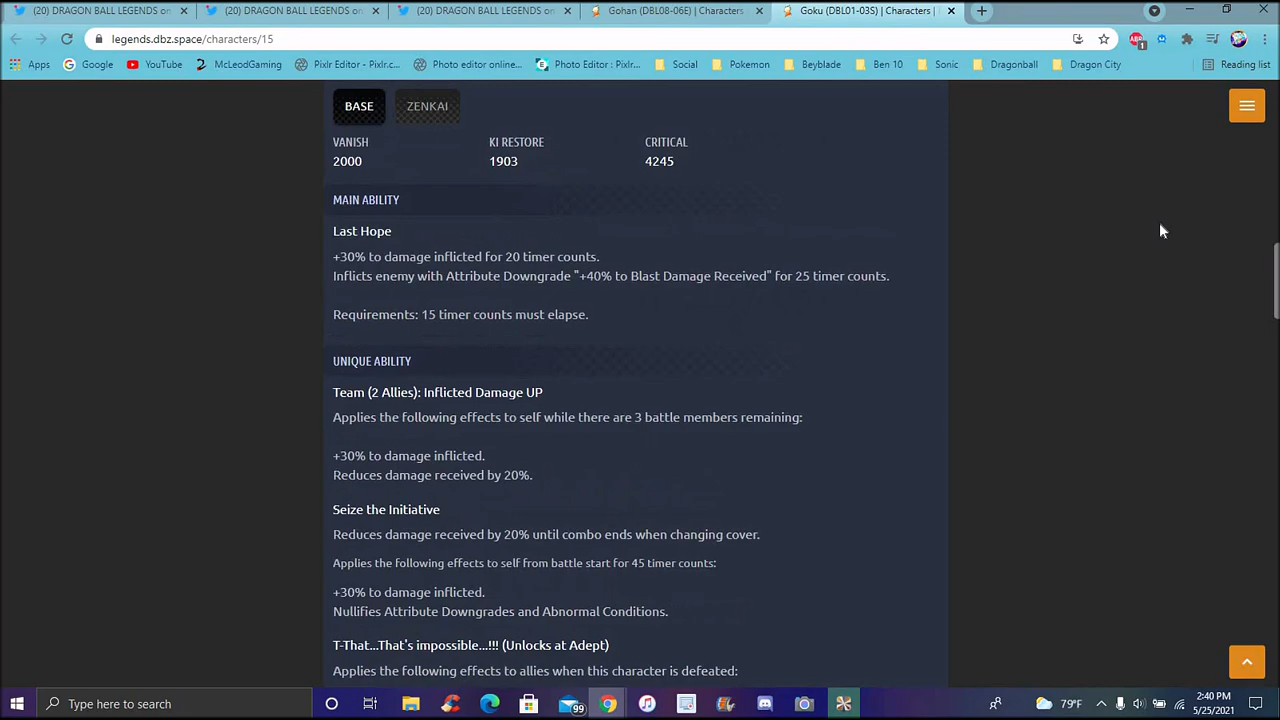 (20) DRAGON BALL LEGENDS on
(20) DRAGON BALL LEGENDS on
(20) DRAGON BALL LEGENDS on
Gohan (DBL08-06E) | Characters
Goku (DBL01-03S) | Characters |
legends.dbz.space/characters/15
Apps
Google
YouTube
McLeodGaming
Pixlr Editor - Pixlr.c...
Photo editor online...
Photo Editor : Pixlr...
Social
Pokemon
Beyblade
Ben 10
Sonic
Dragonball
Dragon City
Reading list
BASE
ZENKAI
VANISH
KI RESTORE
CRITICAL
2000
1903
4245
MAIN ABILITY
Last Hope
+30% to damage inflicted for 20 timer counts.
Inflicts enemy with Attribute Downgrade "+40% to Blast Damage Received" for 25 timer counts.
Requirements: 15 timer counts must elapse.
UNIQUE ABILITY
Team (2 Allies): Inflicted Damage UP
Applies the following effects to self while there are 3 battle members remaining:
+30% to damage inflicted.
Reduces damage received by 20%.
Seize the Initiative
Reduces damage received by 20% until combo ends when changing cover.
Applies the following effects to self from battle start for 45 timer counts:
+30% to damage inflicted.
Nullifies Attribute Downgrades and Abnormal Conditions.
T-That...That's impossible...!!! (Unlocks at Adept)
Applies the following effects to allies when this character is defeated:
Type here to search
99
79°F
2:40 PM
5/25/2021